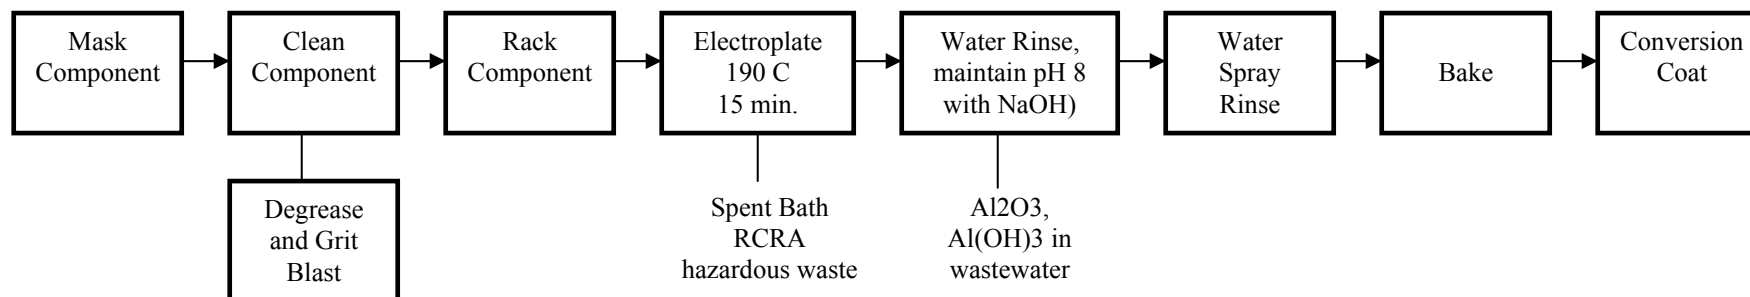 Mask
Component
Clean
Component
Rack
Component
Electroplate
190 C
15 min.
Water Rinse,
maintain pH 8
with NaOH)
Water
Spray
Rinse
Bake
Conversion
Coat
Degrease
and Grit
Blast
Spent Bath
RCRA
hazardous waste
Al2O3,
Al(OH)3 in
wastewater